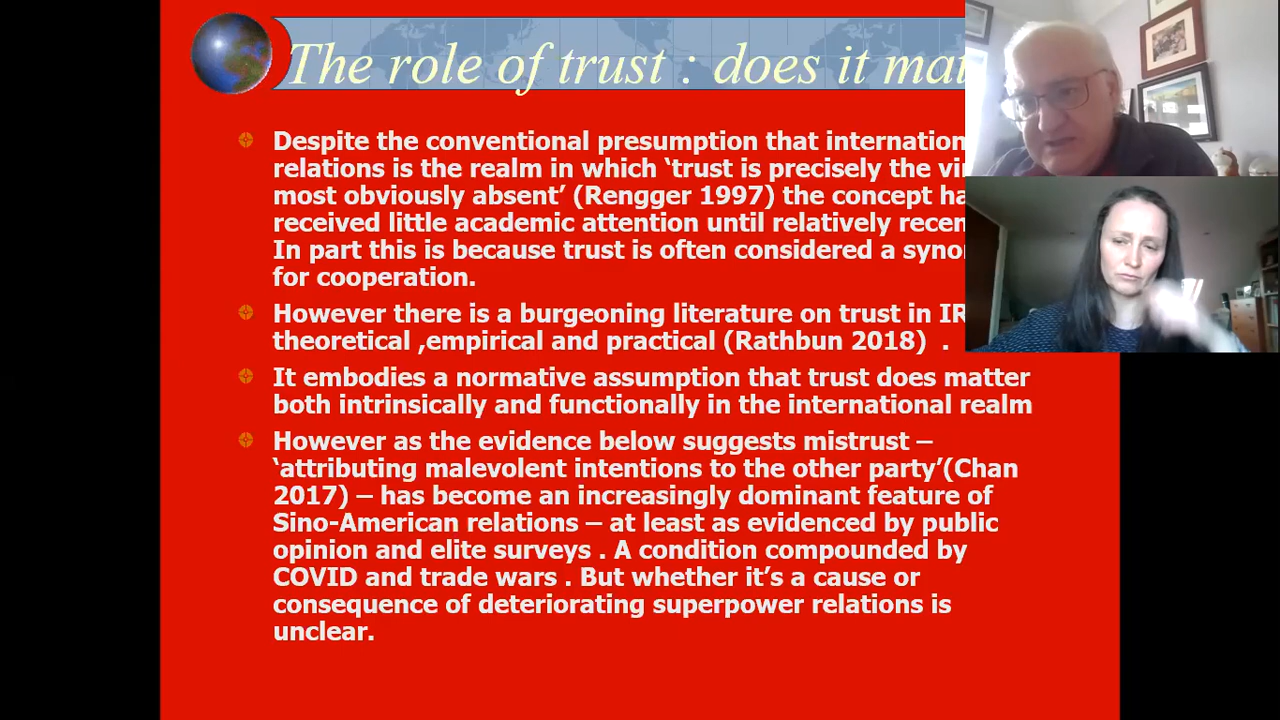 The role of trust : does it mat
Despite the conventional presumption that internation
relations is the realm in which ‘trust is precisely the vi
most obviously absent’ (Rengger 1997) the concept ha
received little academic attention until relatively recen
In part this is because trust is often considered a syno
for cooperation.
However there is a burgeoning literature on trust in IR
theoretical ,empirical and practical (Rathbun 2018) .
It embodies a normative assumption that trust does matter
both intrinsically and functionally in the international realm
However as the evidence below suggests mistrust –
‘attributing malevolent intentions to the other party’(Chan
2017) – has become an increasingly dominant feature of
Sino-American relations – at least as evidenced by public
opinion and elite surveys . A condition compounded by
COVID and trade wars . But whether it’s a cause or
consequence of deteriorating superpower relations is
unclear.